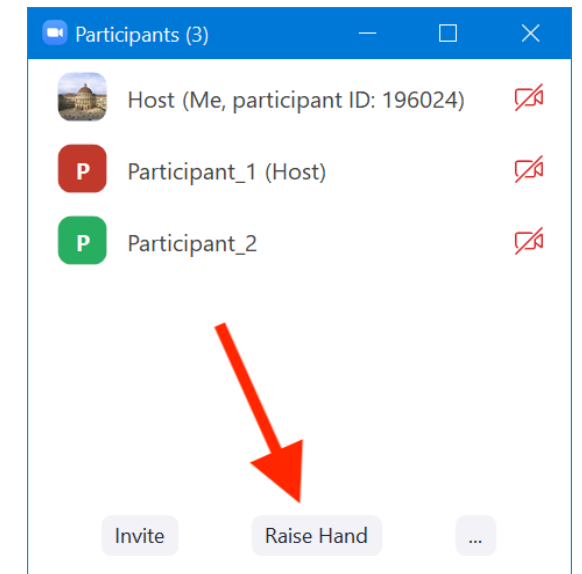 Participants (3)
Host (Me, participant ID: 196024)
P Participant_1 (Host)
P Participant_2
Invite Raise Hand ...